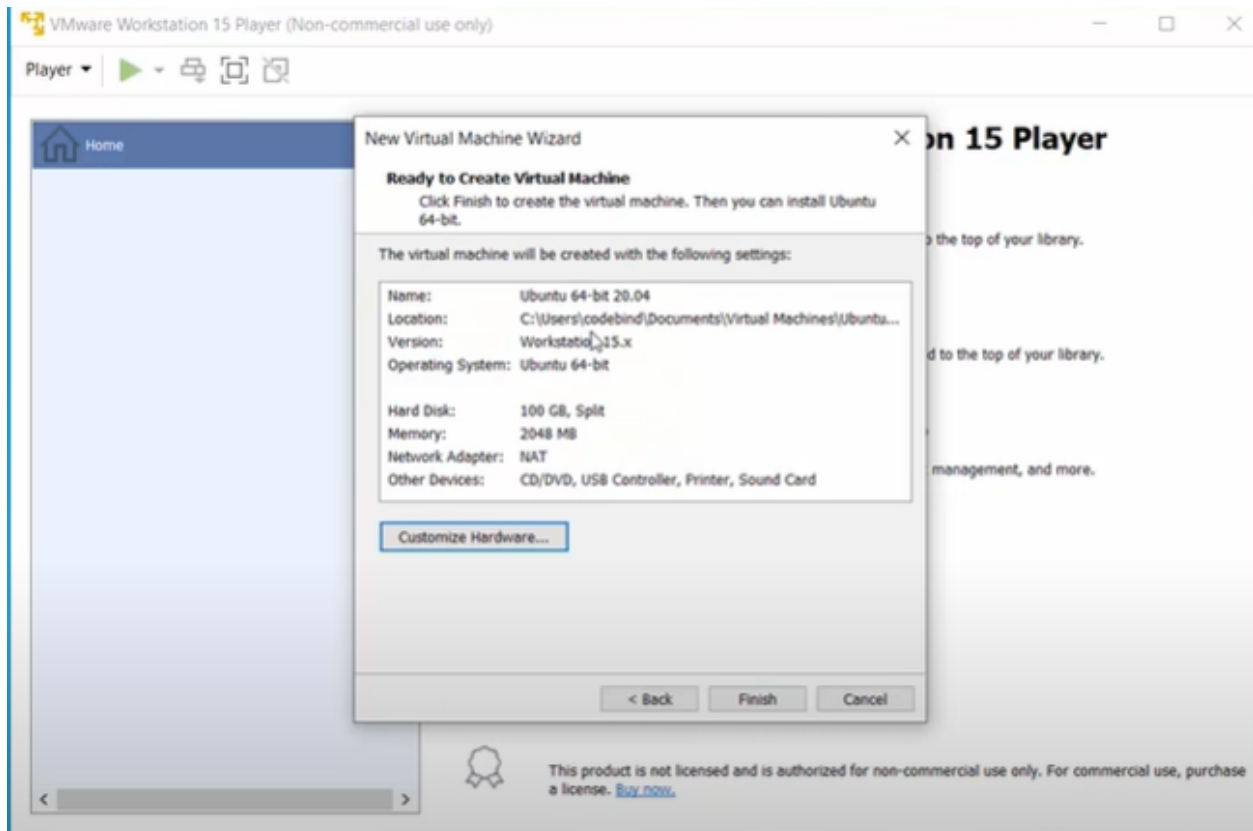 VMware Workstation 15 Player (Non-commercial use only)
Player
Home
on 15 Player
New Virtual Machine Wizard
Ready to Create Virtual Machine
Click Finish to create the virtual machine. Then you can install Ubuntu
64-bit.
The virtual machine will be created with the following settings:
Name: Ubuntu 64-bit 20.04
Location: C:\Users\codebind\Documents\Virtual Machines\Ubuntu...
Version: Workstation 15.x
Operating System: Ubuntu 64-bit
Hard Disk: 100 GB, Split
Memory: 2048 MB
Network Adapter: NAT
Other Devices: CD/DVD, USB Controller, Printer, Sound Card
Customize Hardware...
< Back Finish Cancel
the top of your library.
d to the top of your library.
management, and more.
This product is not licensed and is authorized for non-commercial use only. For commercial use, purchase
a license. Buy now.